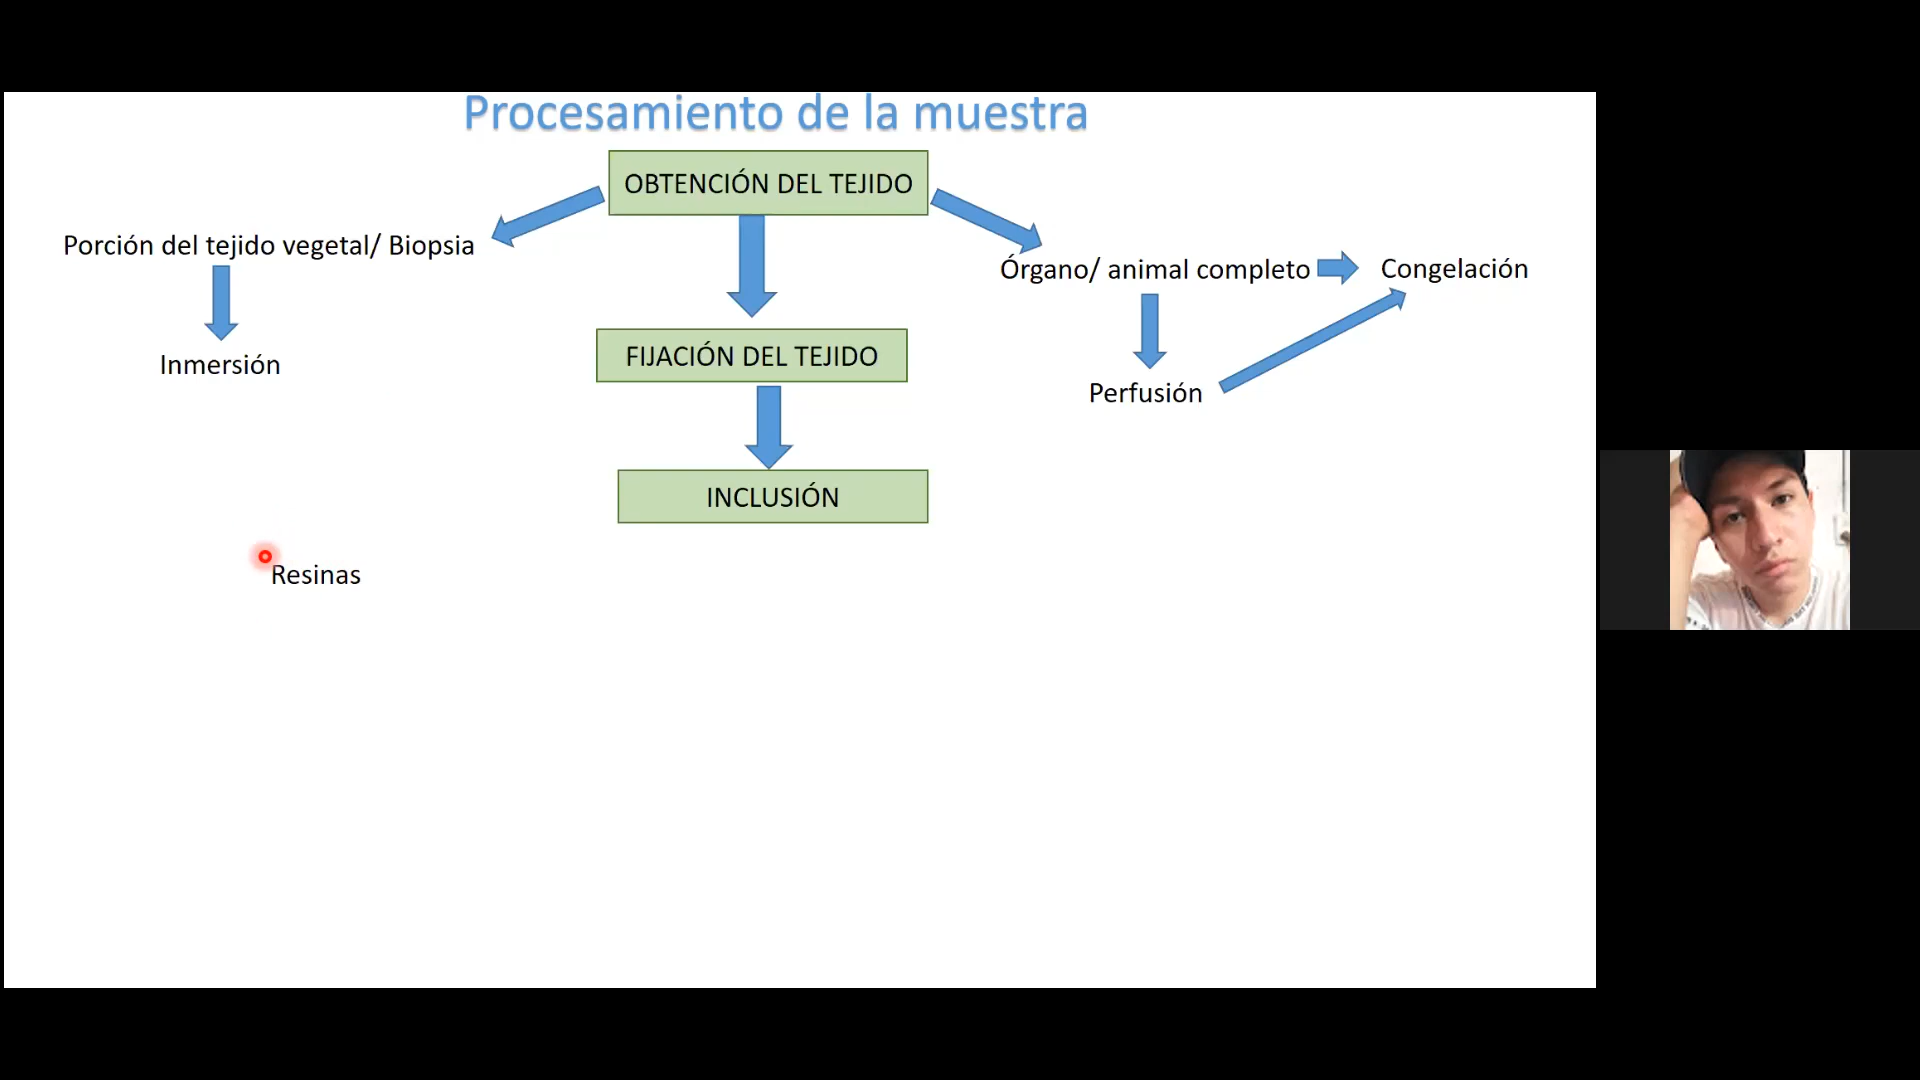 Procesamiento de la muestra
OBTENCIÓN DEL TEJIDO
Porción del tejido vegetal/ Biopsia
Órgano/ animal completo
Congelación
FIJACIÓN DEL TEJIDO
Inmersión
Perfusión
INCLUSIÓN
Resinas